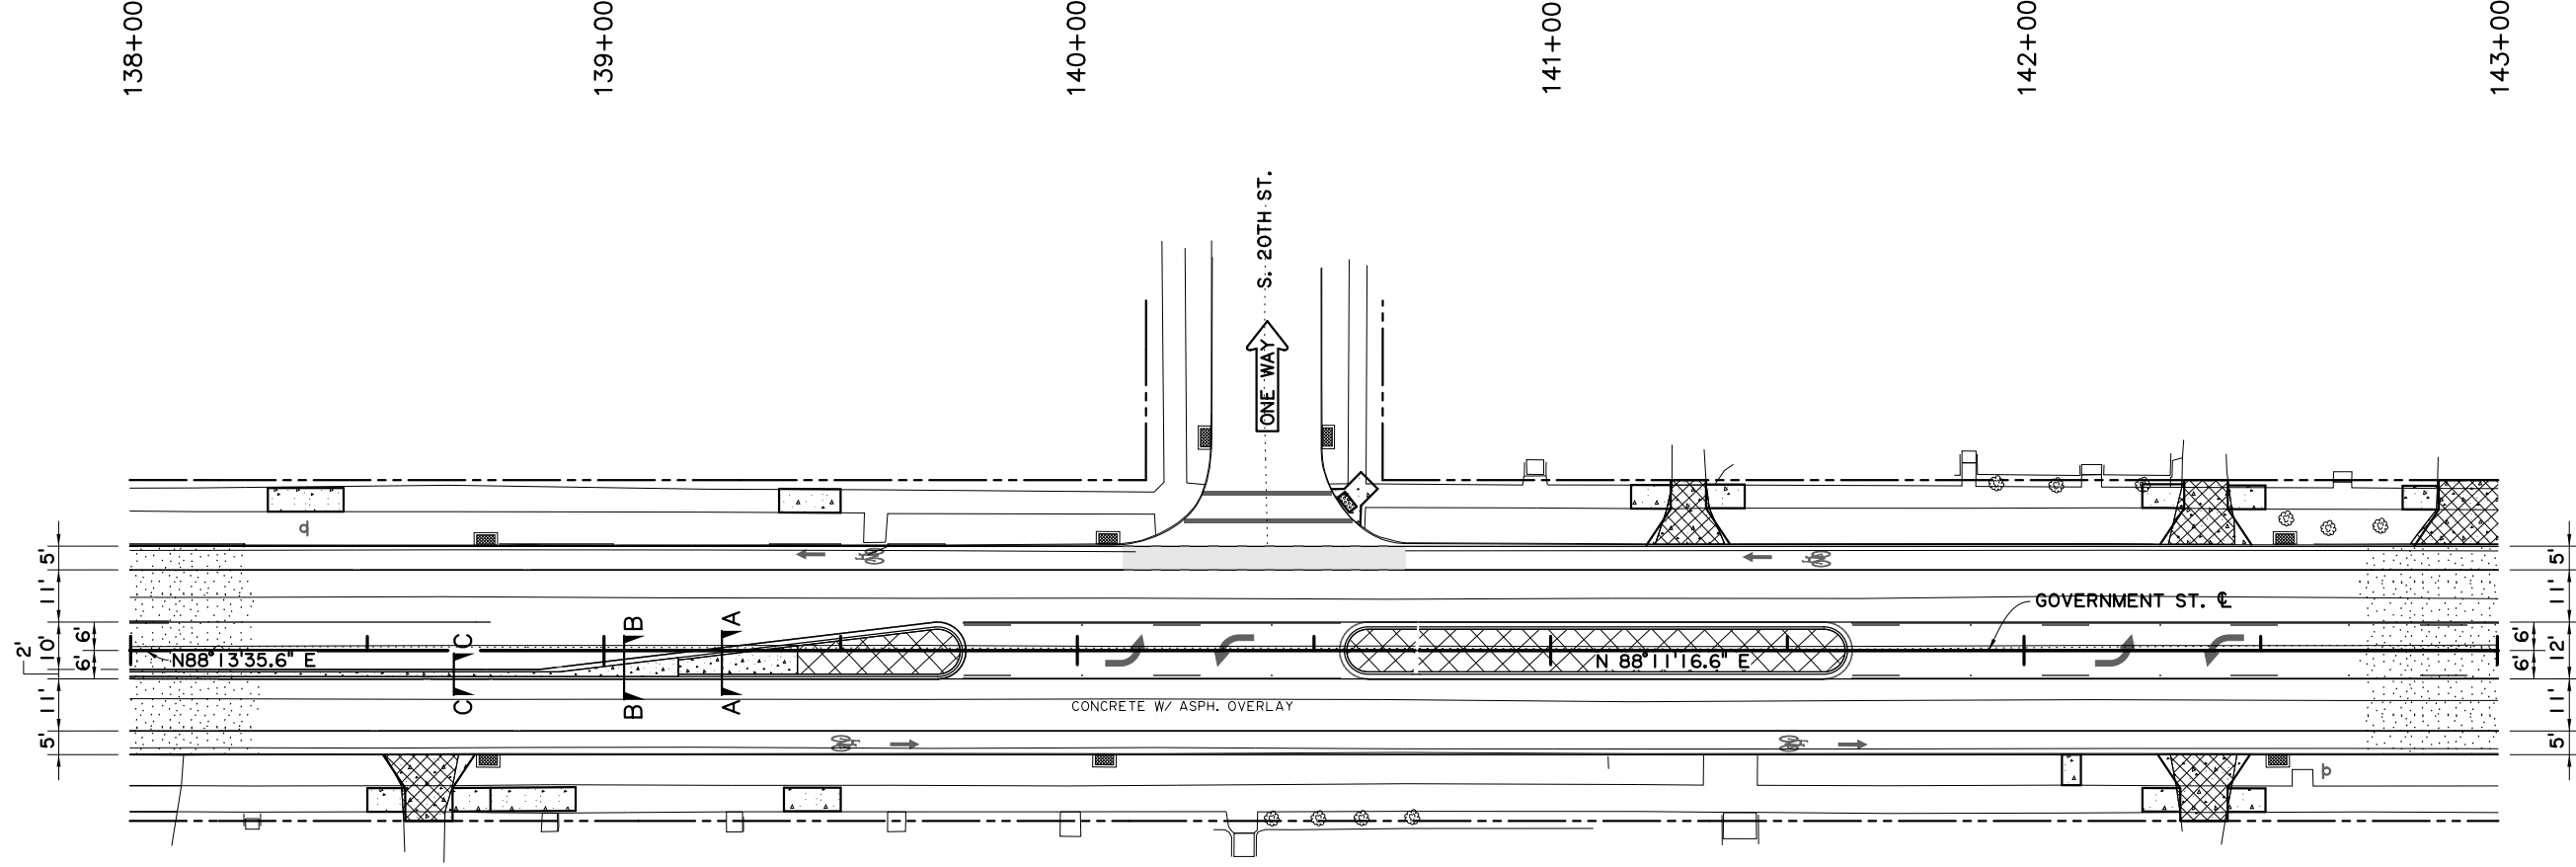 138+00
139+00
140+00
141+00
142+00
143+00
S. 20TH ST.
ONE WAY
5'
11'
2'
10'
6'
6'
11'
5'
N88°13'35.6" E
C
C
B
B
A
A
CONCRETE W/ ASPH. OVERLAY
N 88°11'16.6" E
GOVERNMENT ST. ℄
5'
11'
6'
12'
6'
11'
5'